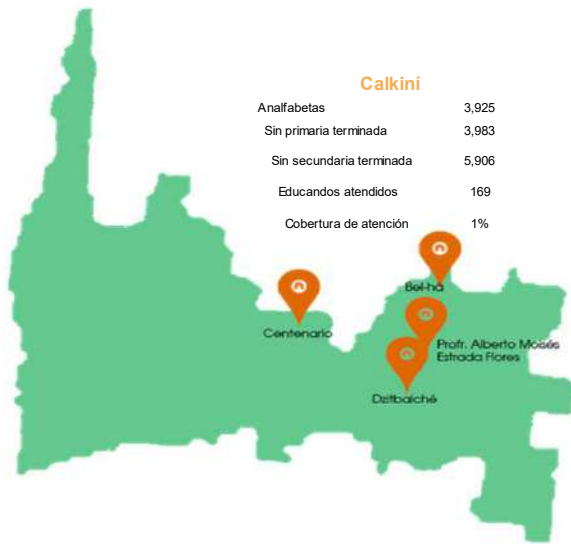 Calkiní
Analfabetas 3,925
Sin primaria terminada 3,983
Sin secundaria terminada 5,906
Educandos atendidos 169
Cobertura de atención 1%
Bel-ha
Centenario
Profr. Alberto Moisés
Estrada Flores
Dzitbalché